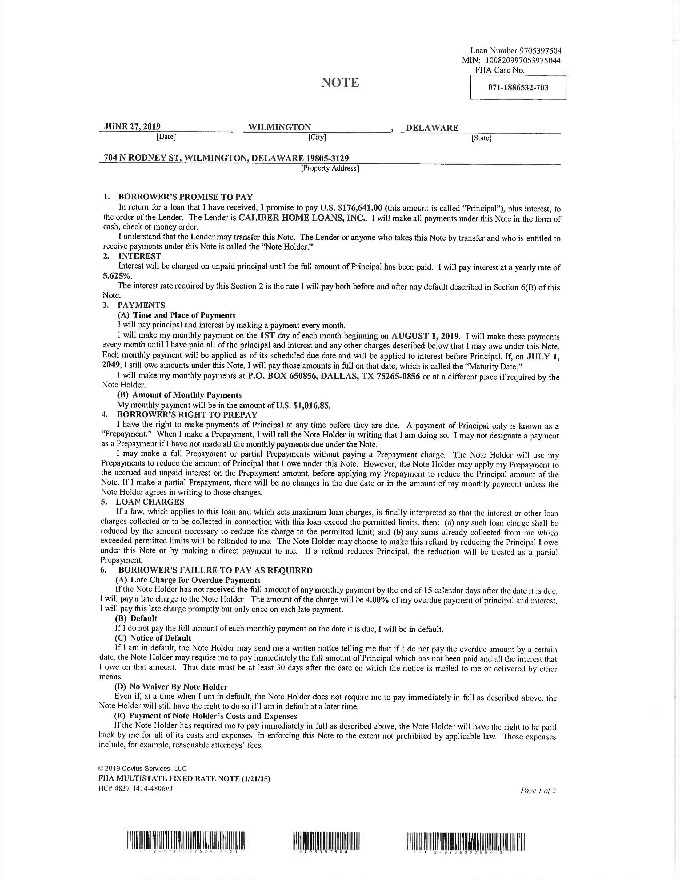 Loan Number 9705397504
MIN: 100820997053975044
FHA Case No.
071-1886532-703
NOTE
JUNE 27, 2019 WILMINGTON , DELAWARE
[Date] [City] [State]
704 N RODNEY ST, WILMINGTON, DELAWARE 19805-3129
[Property Address]
1. BORROWER'S PROMISE TO PAY
In return for a loan that I have received, I promise to pay U.S. $176,641.00 (this amount is called "Principal"), plus interest, to
the order of the Lender. The Lender is CALIBER HOME LOANS, INC.. I will make all payments under this Note in the form of
cash, check or money order.
I understand that the Lender may transfer this Note. The Lender or anyone who takes this Note by transfer and who is entitled to
receive payments under this Note is called the "Note Holder."
2. INTEREST
Interest will be charged on unpaid principal until the full amount of Principal has been paid. I will pay interest at a yearly rate of
5.625%.
The interest rate required by this Section 2 is the rate I will pay both before and after any default described in Section 6(B) of this
Note.
3. PAYMENTS
(A) Time and Place of Payments
I will pay principal and interest by making a payment every month.
I will make my monthly payment on the 1ST day of each month beginning on AUGUST 1, 2019. I will make these payments
every month until I have paid all of the principal and interest and any other charges described below that I may owe under this Note.
Each monthly payment will be applied as of its scheduled due date and will be applied to interest before Principal. If, on JULY 1,
2049, I still owe amounts under this Note, I will pay those amounts in full on that date, which is called the "Maturity Date."
I will make my monthly payments at P.O. BOX 650856, DALLAS, TX 75265-0856 or at a different place if required by the
Note Holder.
(B) Amount of Monthly Payments
My monthly payment will be in the amount of U.S. $1,016.85.
4. BORROWER'S RIGHT TO PREPAY
I have the right to make payments of Principal at any time before they are due. A payment of Principal only is known as a
"Prepayment." When I make a Prepayment, I will tell the Note Holder in writing that I am doing so. I may not designate a payment
as a Prepayment if I have not made all the monthly payments due under the Note.
I may make a full Prepayment or partial Prepayments without paying a Prepayment charge. The Note Holder will use my
Prepayments to reduce the amount of Principal that I owe under this Note. However, the Note Holder may apply my Prepayment to
the accrued and unpaid interest on the Prepayment amount, before applying my Prepayment to reduce the Principal amount of the
Note. If I make a partial Prepayment, there will be no changes in the due date or in the amount of my monthly payment unless the
Note Holder agrees in writing to those changes.
5. LOAN CHARGES
If a law, which applies to this loan and which sets maximum loan charges, is finally interpreted so that the interest or other loan
charges collected or to be collected in connection with this loan exceed the permitted limits, then: (a) any such loan charge shall be
reduced by the amount necessary to reduce the charge to the permitted limit; and (b) any sums already collected from me which
exceeded permitted limits will be refunded to me. The Note Holder may choose to make this refund by reducing the Principal I owe
under this Note or by making a direct payment to me. If a refund reduces Principal, the reduction will be treated as a partial
Prepayment.
6. BORROWER'S FAILURE TO PAY AS REQUIRED
(A) Late Charge for Overdue Payments
If the Note Holder has not received the full amount of any monthly payment by the end of 15 calendar days after the date it is due,
I will pay a late charge to the Note Holder. The amount of the charge will be 4.00% of my overdue payment of principal and interest.
I will pay this late charge promptly but only once on each late payment.
(B) Default
If I do not pay the full amount of each monthly payment on the date it is due, I will be in default.
(C) Notice of Default
If I am in default, the Note Holder may send me a written notice telling me that if I do not pay the overdue amount by a certain
date, the Note Holder may require me to pay immediately the full amount of Principal which has not been paid and all the interest that
I owe on that amount. That date must be at least 30 days after the date on which the notice is mailed to me or delivered by other
means.
(D) No Waiver By Note Holder
Even if, at a time when I am in default, the Note Holder does not require me to pay immediately in full as described above, the
Note Holder will still have the right to do so if I am in default at a later time.
(E) Payment of Note Holder's Costs and Expenses
If the Note Holder has required me to pay immediately in full as described above, the Note Holder will have the right to be paid
back by me for all of its costs and expenses. in enforcing this Note to the extent not prohibited by applicable law. Those expenses
include, for example, reasonable attorneys' fees.
© 2019 Covius Services, LLC
FHA MULTISTATE FIXED RATE NOTE (1/21/15)
Page 1 of 2